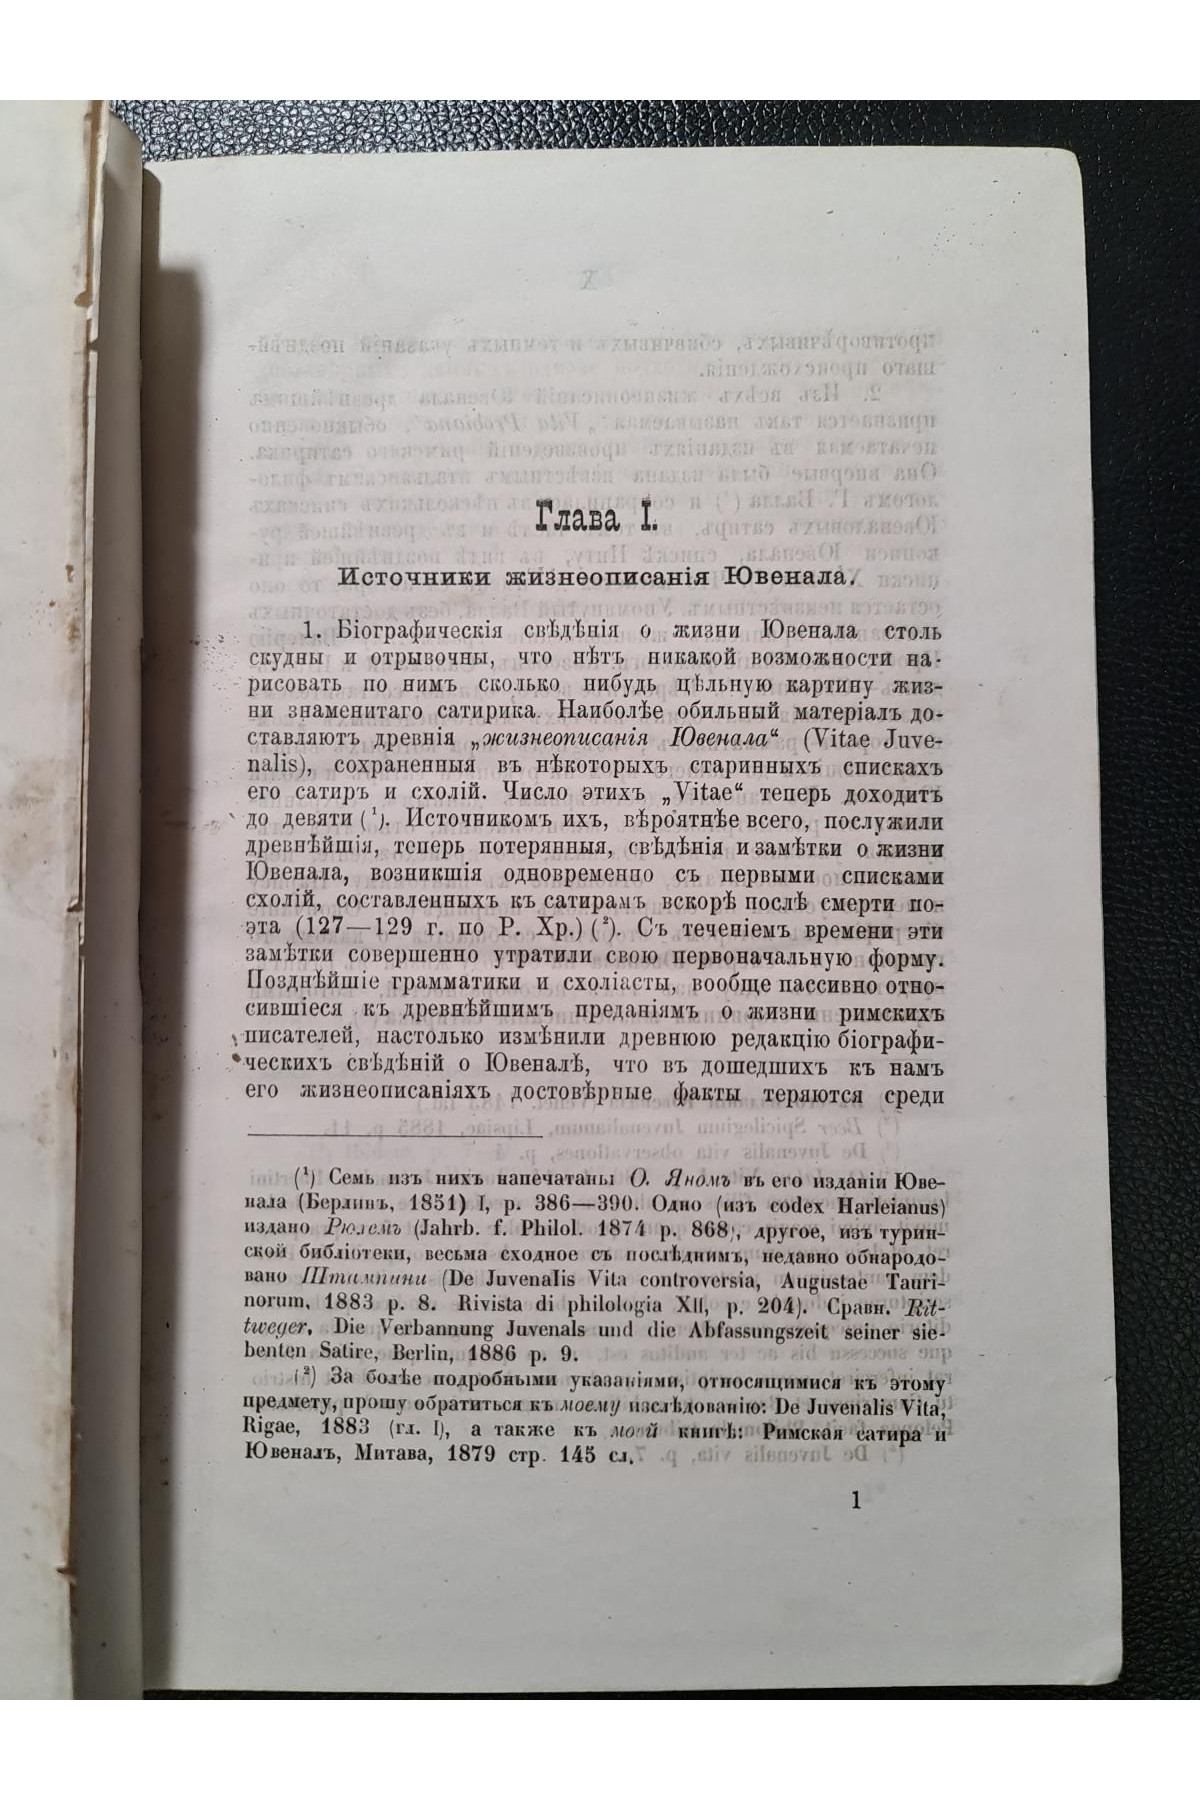 Глава I.
Источники жизнеописанія Ювенала.
1. Біографическія свѣдѣнія о жизни Ювенала столь
скудны и отрывочны, что нѣтъ никакой возможности на-
рисовать по нимъ сколько нибудь цѣльную картину жиз-
ни знаменитаго сатирика. Наиболѣе обильный матеріалъ до-
ставляютъ древнія „жизнеописанія Ювенала“ (Vitae Juve-
nalis), сохраненныя въ нѣкоторыхъ старинныхъ спискахъ
его сатиръ и схолій. Число этихъ „Vitae“ теперь доходитъ
до девяти (¹). Источникомъ ихъ, вѣроятнѣе всего, послужили
древнѣйшія, теперь потерянныя, свѣдѣнія и замѣтки о жизни
Ювенала, возникшія одновременно съ первыми списками
схолій, составленныхъ къ сатирамъ вскорѣ послѣ смерти по-
эта (127—129 г. по Р. Хр.) (²). Съ теченіемъ времени эти
замѣтки совершенно утратили свою первоначальную форму.
Позднѣйшіе грамматики и схоліасты, вообще пассивно отно-
сившіеся къ древнѣйшимъ преданіямъ о жизни римскихъ
писателей, настолько измѣнили древнюю редакцію біографи-
ческихъ свѣдѣній о Ювеналѣ, что въ дошедшихъ къ намъ
его жизнеописаніяхъ достовѣрные факты теряются среди
(¹) Семь изъ нихъ напечатаны О. Яномъ въ его изданіи Юве-
нала (Берлинъ, 1851) I, p. 386—390. Одно (изъ codex Harleianus)
издано Рюлемъ (Jahrb. f. Philol. 1874 p. 868), другое, изъ турин-
ской библіотеки, весьма сходное съ послѣднимъ, недавно обнародо-
вано Штампини (De Juvenalis Vita controversia, Augustae Tauri-
norum, 1883 p. 8. Rivista di philologia XII, p. 204). Сравн. Rit-
tweger, Die Verbannung Juvenals und die Abfassungszeit seiner sie-
benten Satire, Berlin, 1886 p. 9.
(²) За болѣе подробными указаніями, относящимися къ этому
предмету, прошу обратиться къ моему изслѣдованію: De Juvenalis Vita,
Rigae, 1883 (гл. I), а также къ моей книгѣ: Римская сатира и
Ювеналъ, Митава, 1879 стр. 145 сл.
1